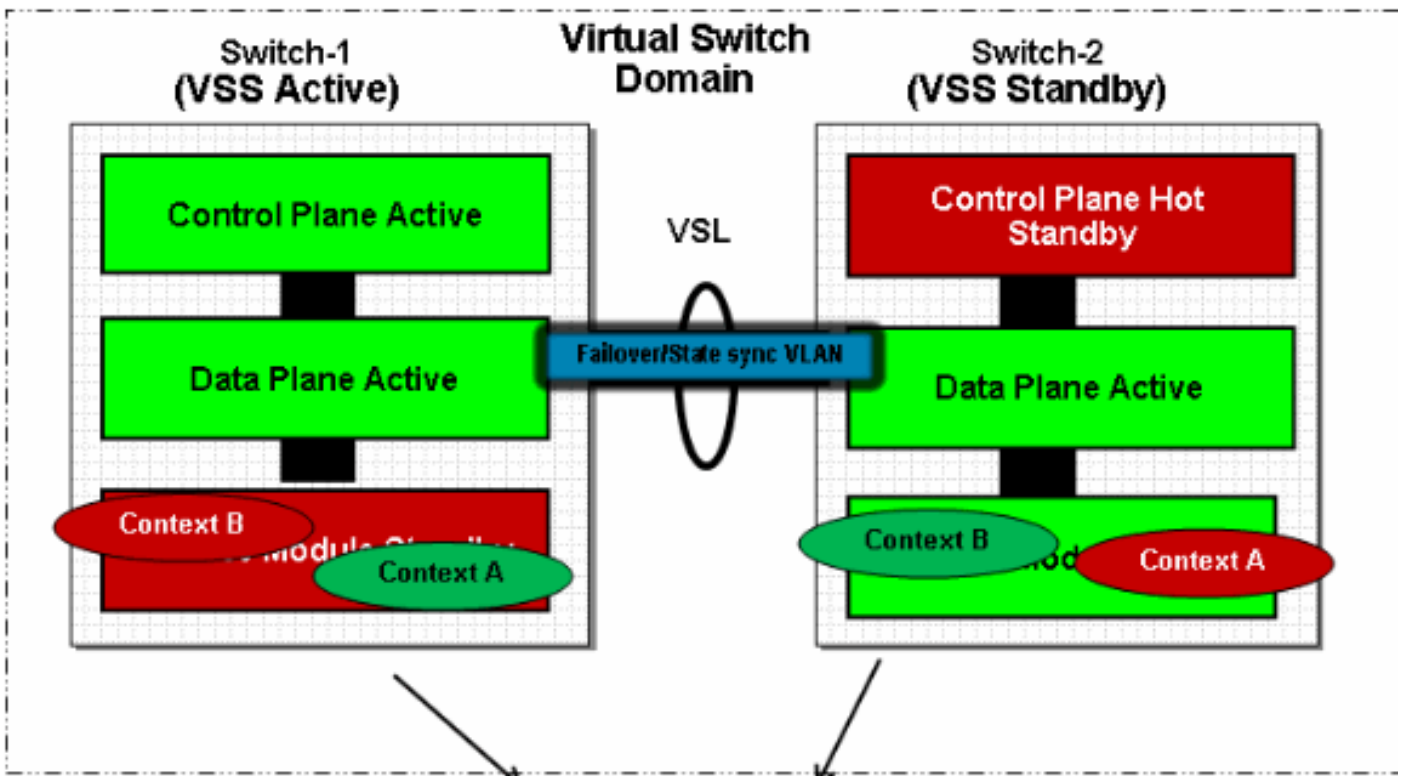 Virtual Switch
Domain
Switch-1
(VSS Active)
Switch-2
(VSS Standby)
Control Plane Active
Control Plane Hot
Standby
VSL
Data Plane Active
Failover/State sync VLAN
Data Plane Active
Context B
Module
Context A
Context B
Context A